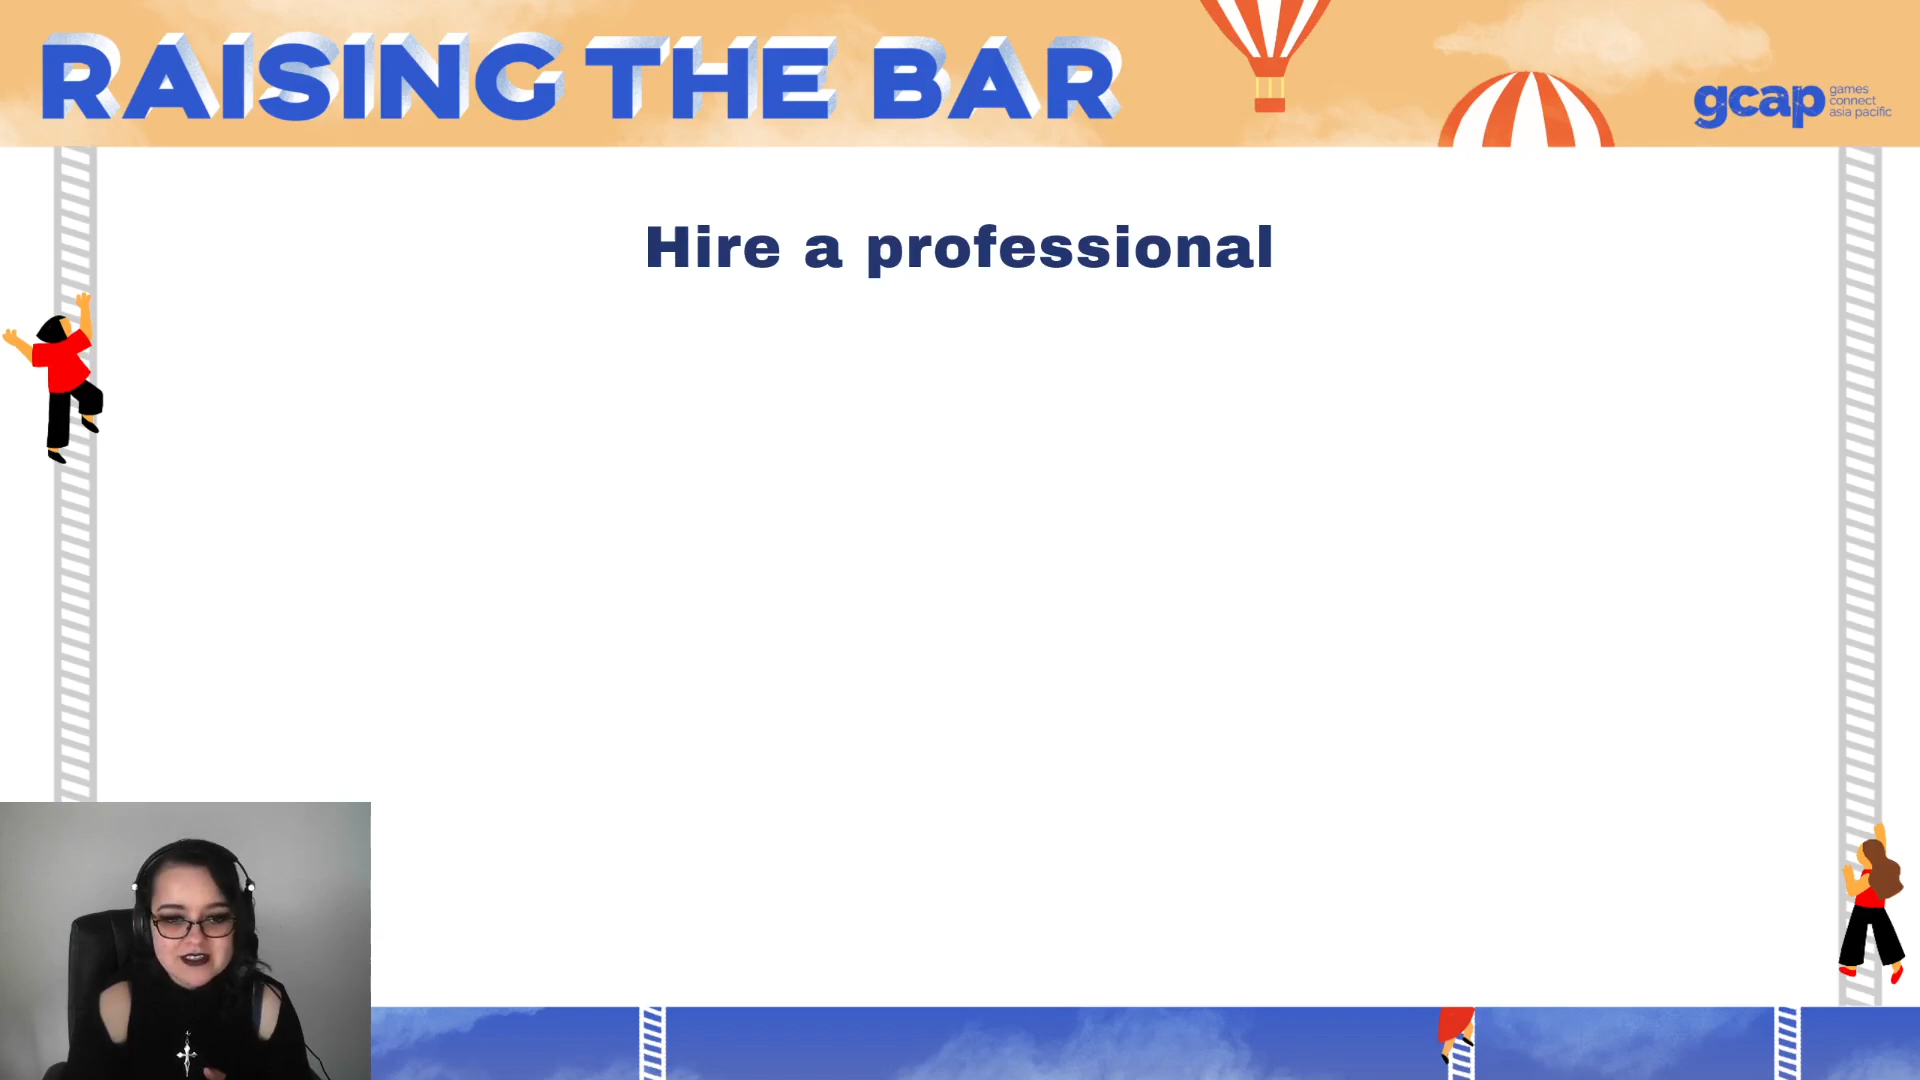 RAISING THE BAR
gcap
games
connect
asia pacific
Hire a professional